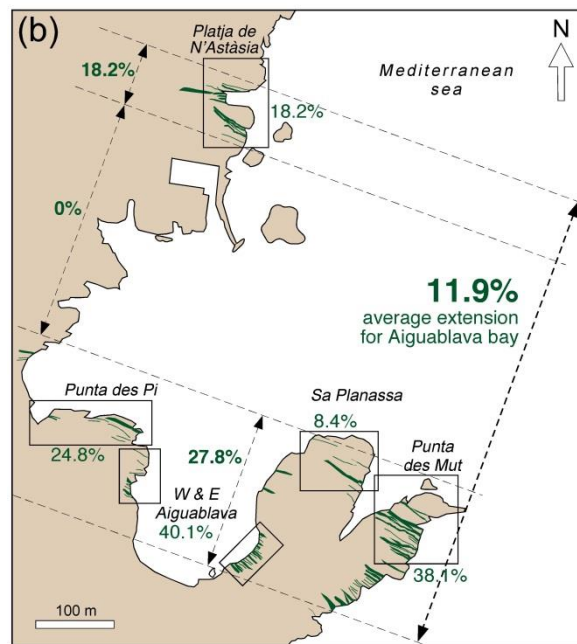 (b)
Platja de
N'Astàsia
N
Mediterranean
sea
18.2%
18.2%
0%
11.9%
average extension
for Aiguablava bay
Punta des Pi
Sa Planassa
8.4%
Punta
des Mut
24.8%
27.8%
W & E
Aiguablava
40.1%
38.1%
100 m